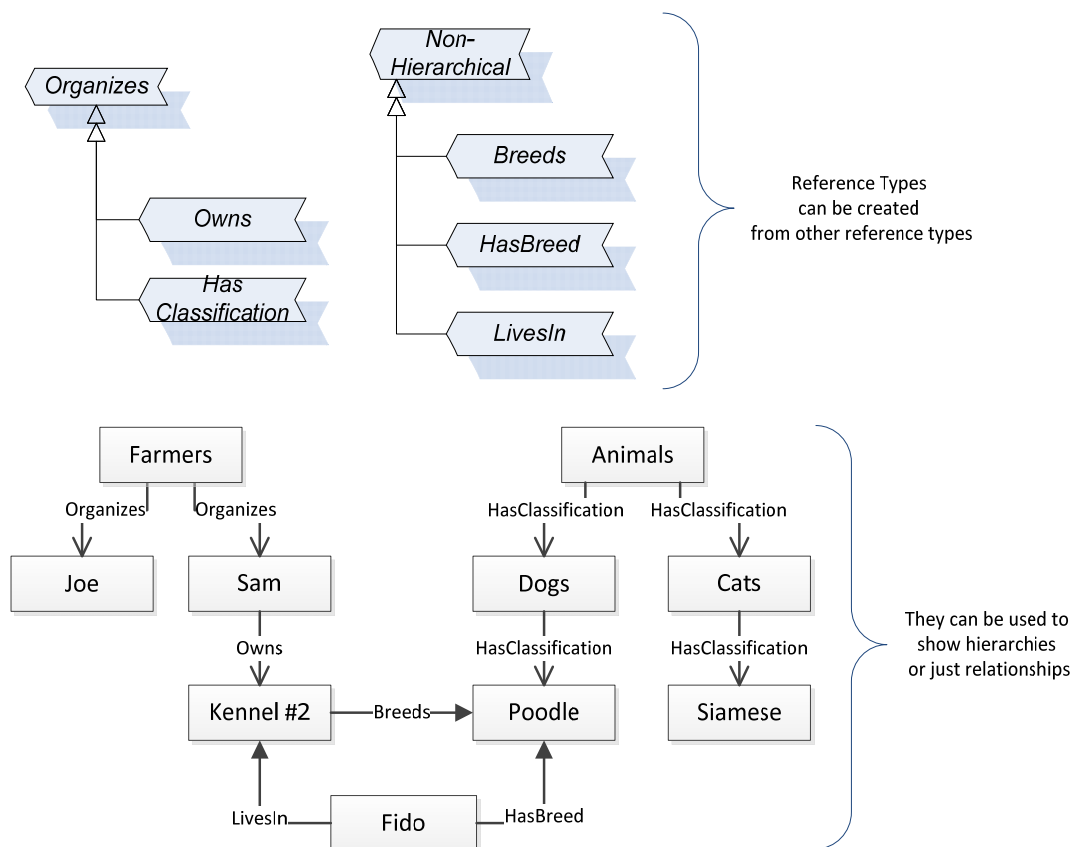 Organizes
Non-
Hierarchical
Owns
Has
Classification
Breeds
HasBreed
LivesIn
Reference Types
can be created
from other reference types
Farmers
Animals
Organizes
Organizes
HasClassification
HasClassification
Joe
Sam
Dogs
Cats
Owns
HasClassification
HasClassification
Kennel #2
Breeds
Poodle
Siamese
LivesIn
Fido
HasBreed
They can be used to
show hierarchies
or just relationships